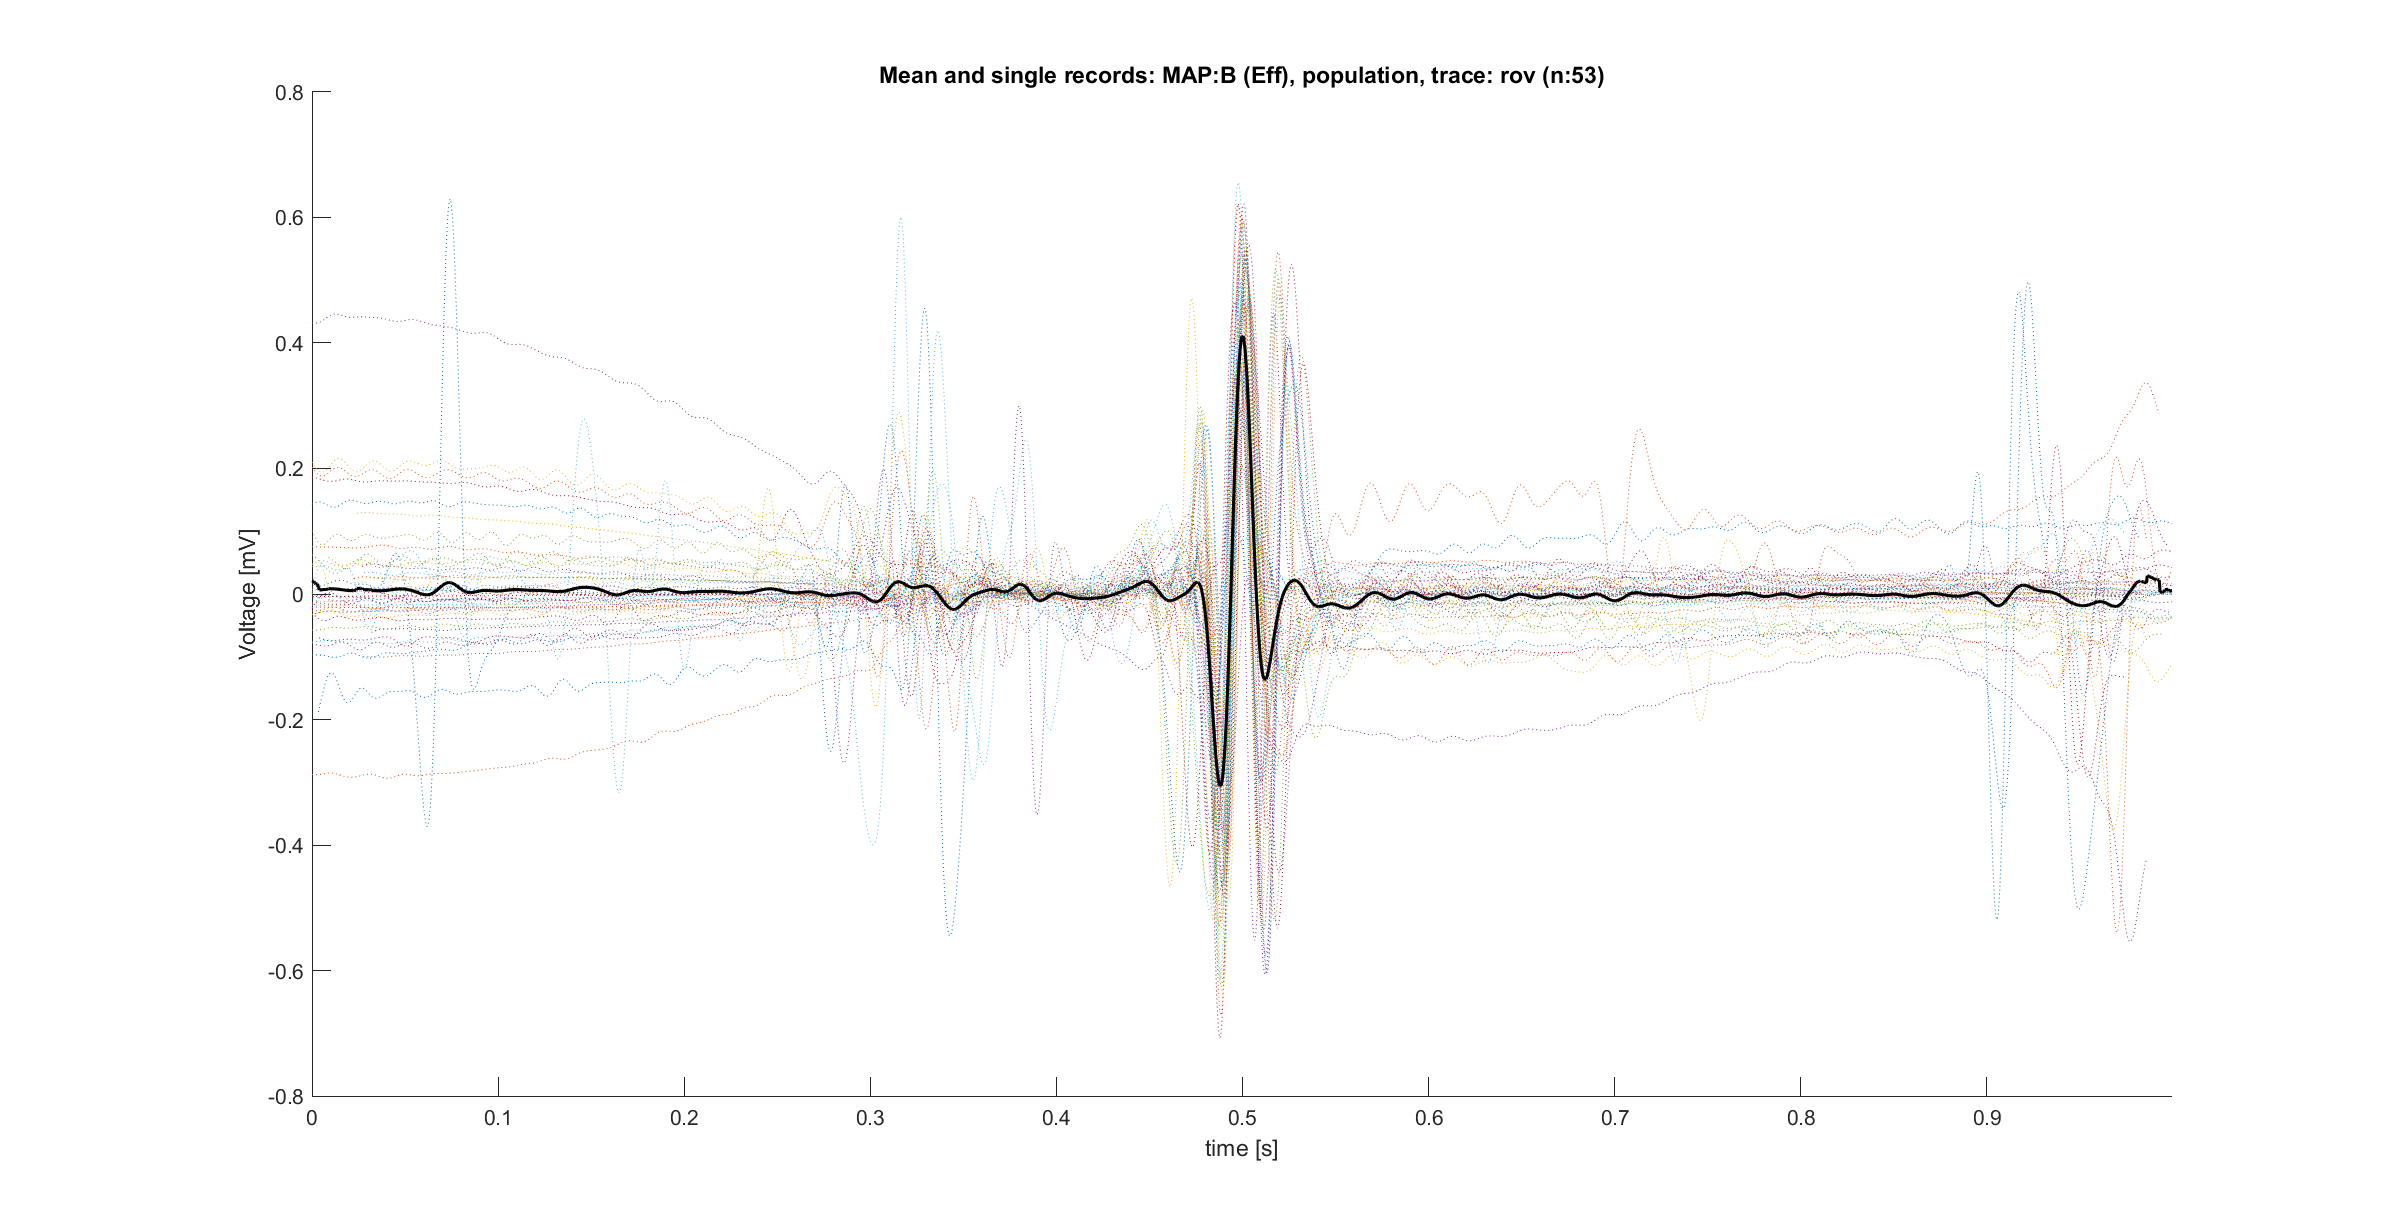 Mean and single records: MAP:B (Eff), population, trace: rov (n:53)
0.8
0.6
0.4
0.2
0
-0.2
-0.4
-0.6
-0.8
Voltage [mV]
0 0.1 0.2 0.3 0.4 0.5 0.6 0.7 0.8 0.9
time [s]